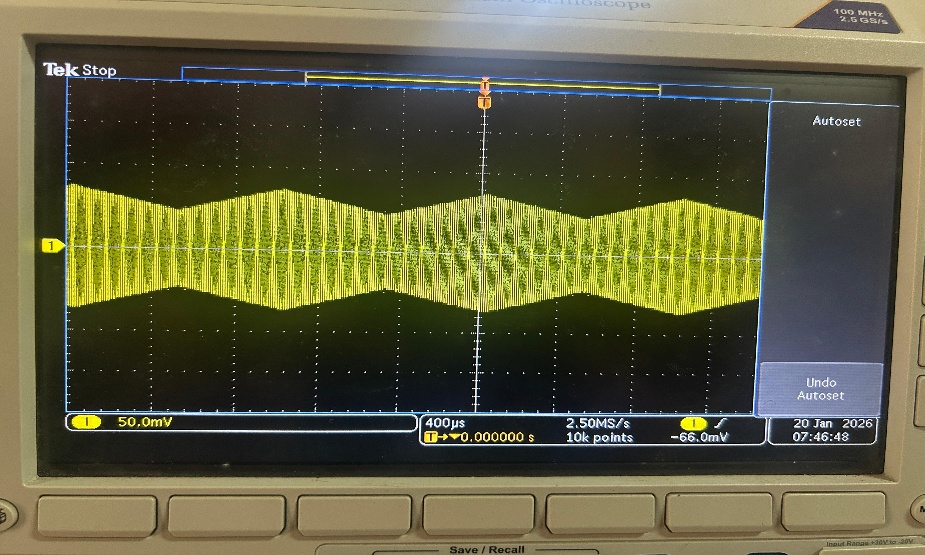 Oscilloscope
100 MHz
2.5 GS/s
Tek Stop
T
Autoset
1
Undo
Autoset
1 50.0mV
400µs 2.50MS/s 1
T→▼0.000000 s 10k points -66.0mV
20 Jan 2026
07:46:48
Save / Recall
M